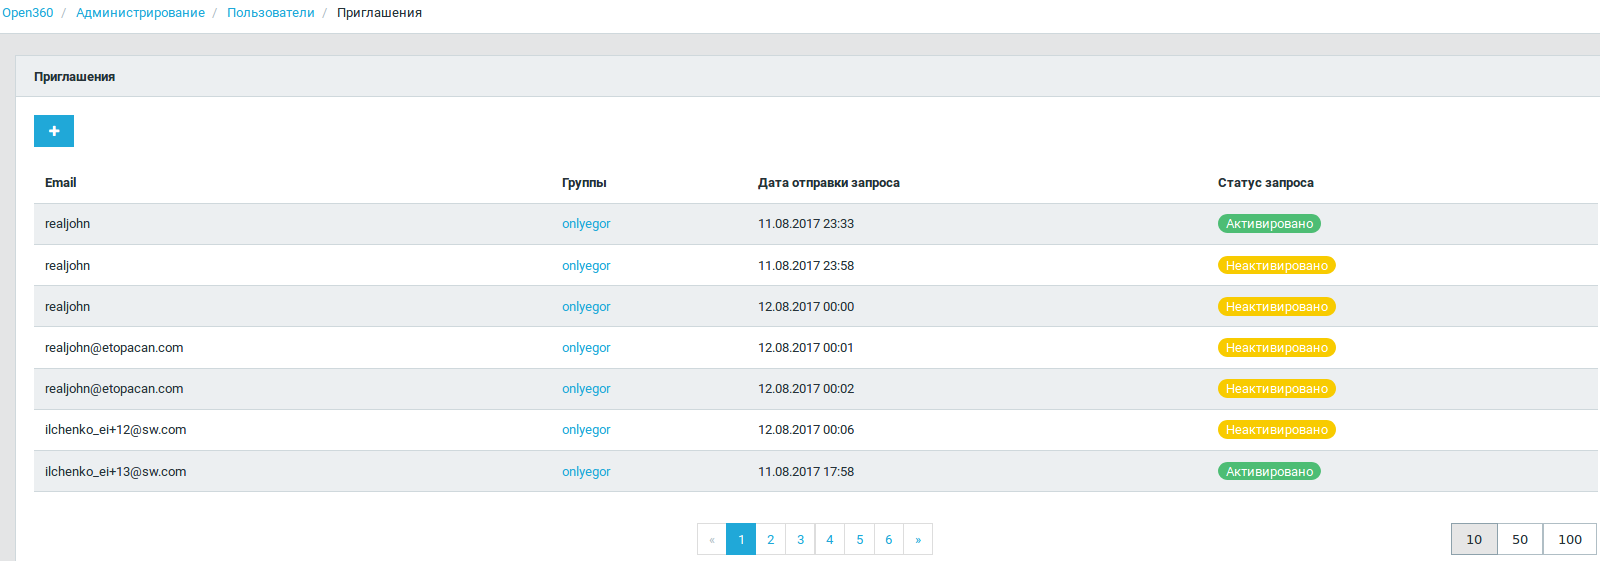 Open360 / Администрирование / Пользователи / Приглашения
Приглашения
+
Email Группы Дата отправки запроса Статус запроса
realjohn onlyegor 11.08.2017 23:33 Активировано
realjohn onlyegor 11.08.2017 23:58 Неактивировано
realjohn onlyegor 12.08.2017 00:00 Неактивировано
realjohn@etopacan.com onlyegor 12.08.2017 00:01 Неактивировано
realjohn@etopacan.com onlyegor 12.08.2017 00:02 Неактивировано
ilchenko_ei+12@sw.com onlyegor 12.08.2017 00:06 Неактивировано
ilchenko_ei+13@sw.com onlyegor 11.08.2017 17:58 Активировано
« 1 2 3 4 5 6 » 10 50 100